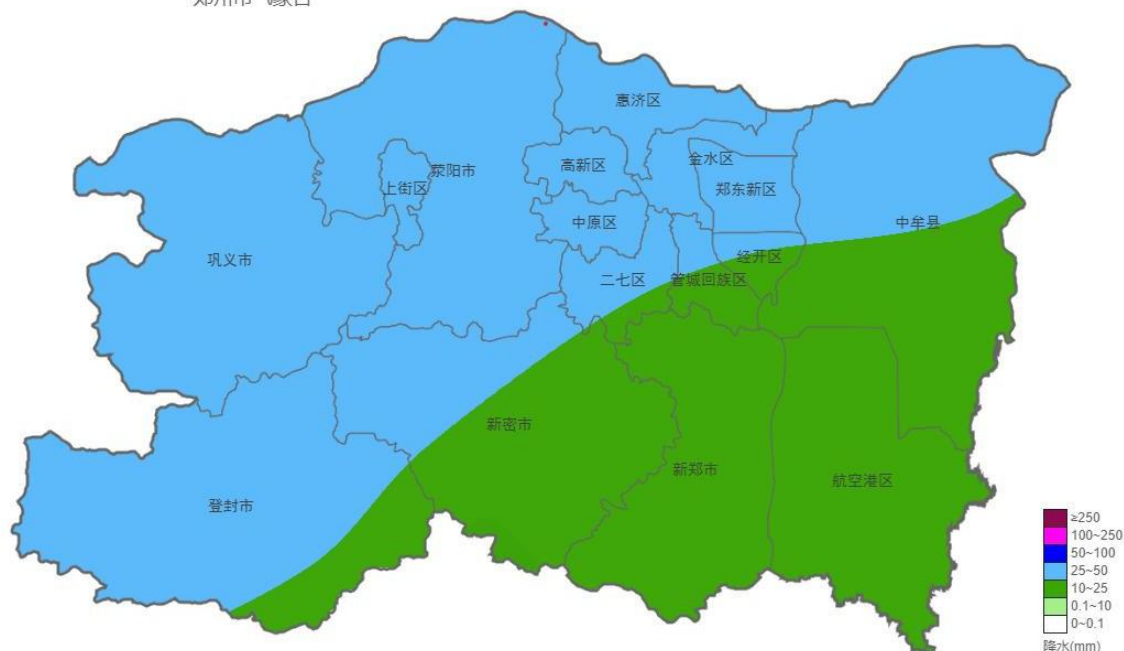 惠济区
金水区
高新区
荥阳市
上街区
郑东新区
中原区
中牟县
巩义市
经开区
二七区
管城回族区
新密市
新郑市
航空港区
登封市
≥250
100~250
50~100
25~50
10~25
0.1~10
0~0.1
降水(mm)